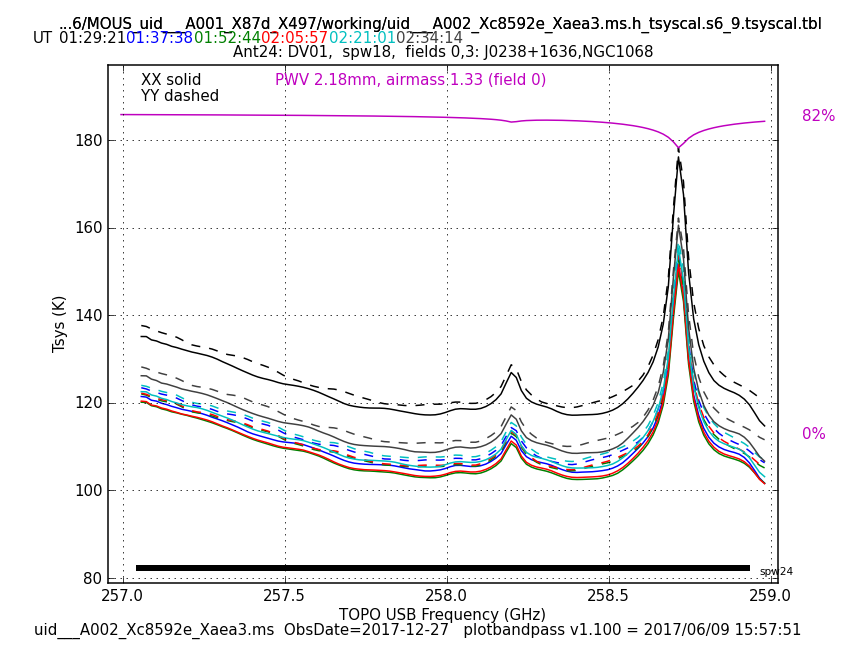 ...6/MOUS_uid___A001_X87d_X497/working/uid___A002_Xc8592e_Xaea3.ms.h_tsyscal.s6_9.tsyscal.tbl
UT 01:29:21 01:37:38 01:52:44 02:05:57 02:21:01 02:34:14
Ant24: DV01, spw18, fields 0,3: J0238+1636,NGC1068
XX solid
PWV 2.18mm, airmass 1.33 (field 0)
YY dashed
82%
180
160
140
Tsys (K)
120
0%
100
80
spw24
257.0 257.5 258.0 258.5 259.0
TOPO USB Frequency (GHz)
uid___A002_Xc8592e_Xaea3.ms ObsDate=2017-12-27 plotbandpass v1.100 = 2017/06/09 15:57:51